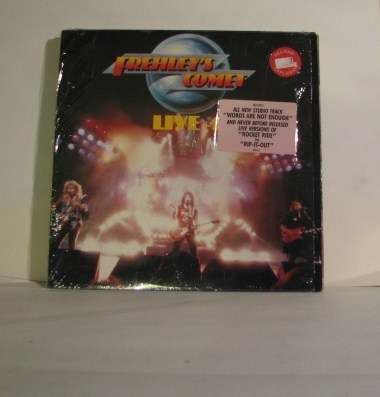 FREHLEY'S
COMET
LIVE
ALL NEW STUDIO TRACK
"WORDS ARE NOT ENOUGH"
AND NEVER BEFORE RELEASED
LIVE VERSIONS OF
"ROCKET RIDE"
"RIP-IT-OUT"